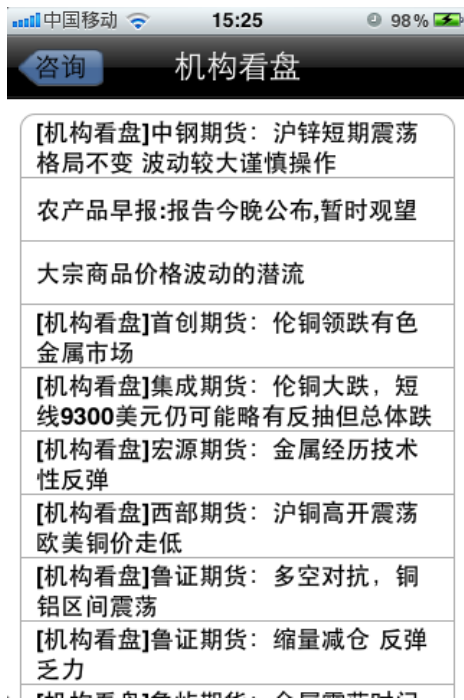 中国移动 15:25 98%
咨询 机构看盘
[机构看盘]中钢期货：沪锌短期震荡
格局不变 波动较大谨慎操作
农产品早报:报告今晚公布,暂时观望
大宗商品价格波动的潜流
[机构看盘]首创期货：伦铜领跌有色
金属市场
[机构看盘]集成期货：伦铜大跌，短
线9300美元仍可能略有反抽但总体跌
[机构看盘]宏源期货：金属经历技术
性反弹
[机构看盘]西部期货：沪铜高开震荡
欧美铜价走低
[机构看盘]鲁证期货：多空对抗，铜
铝区间震荡
[机构看盘]鲁证期货：缩量减仓 反弹
乏力